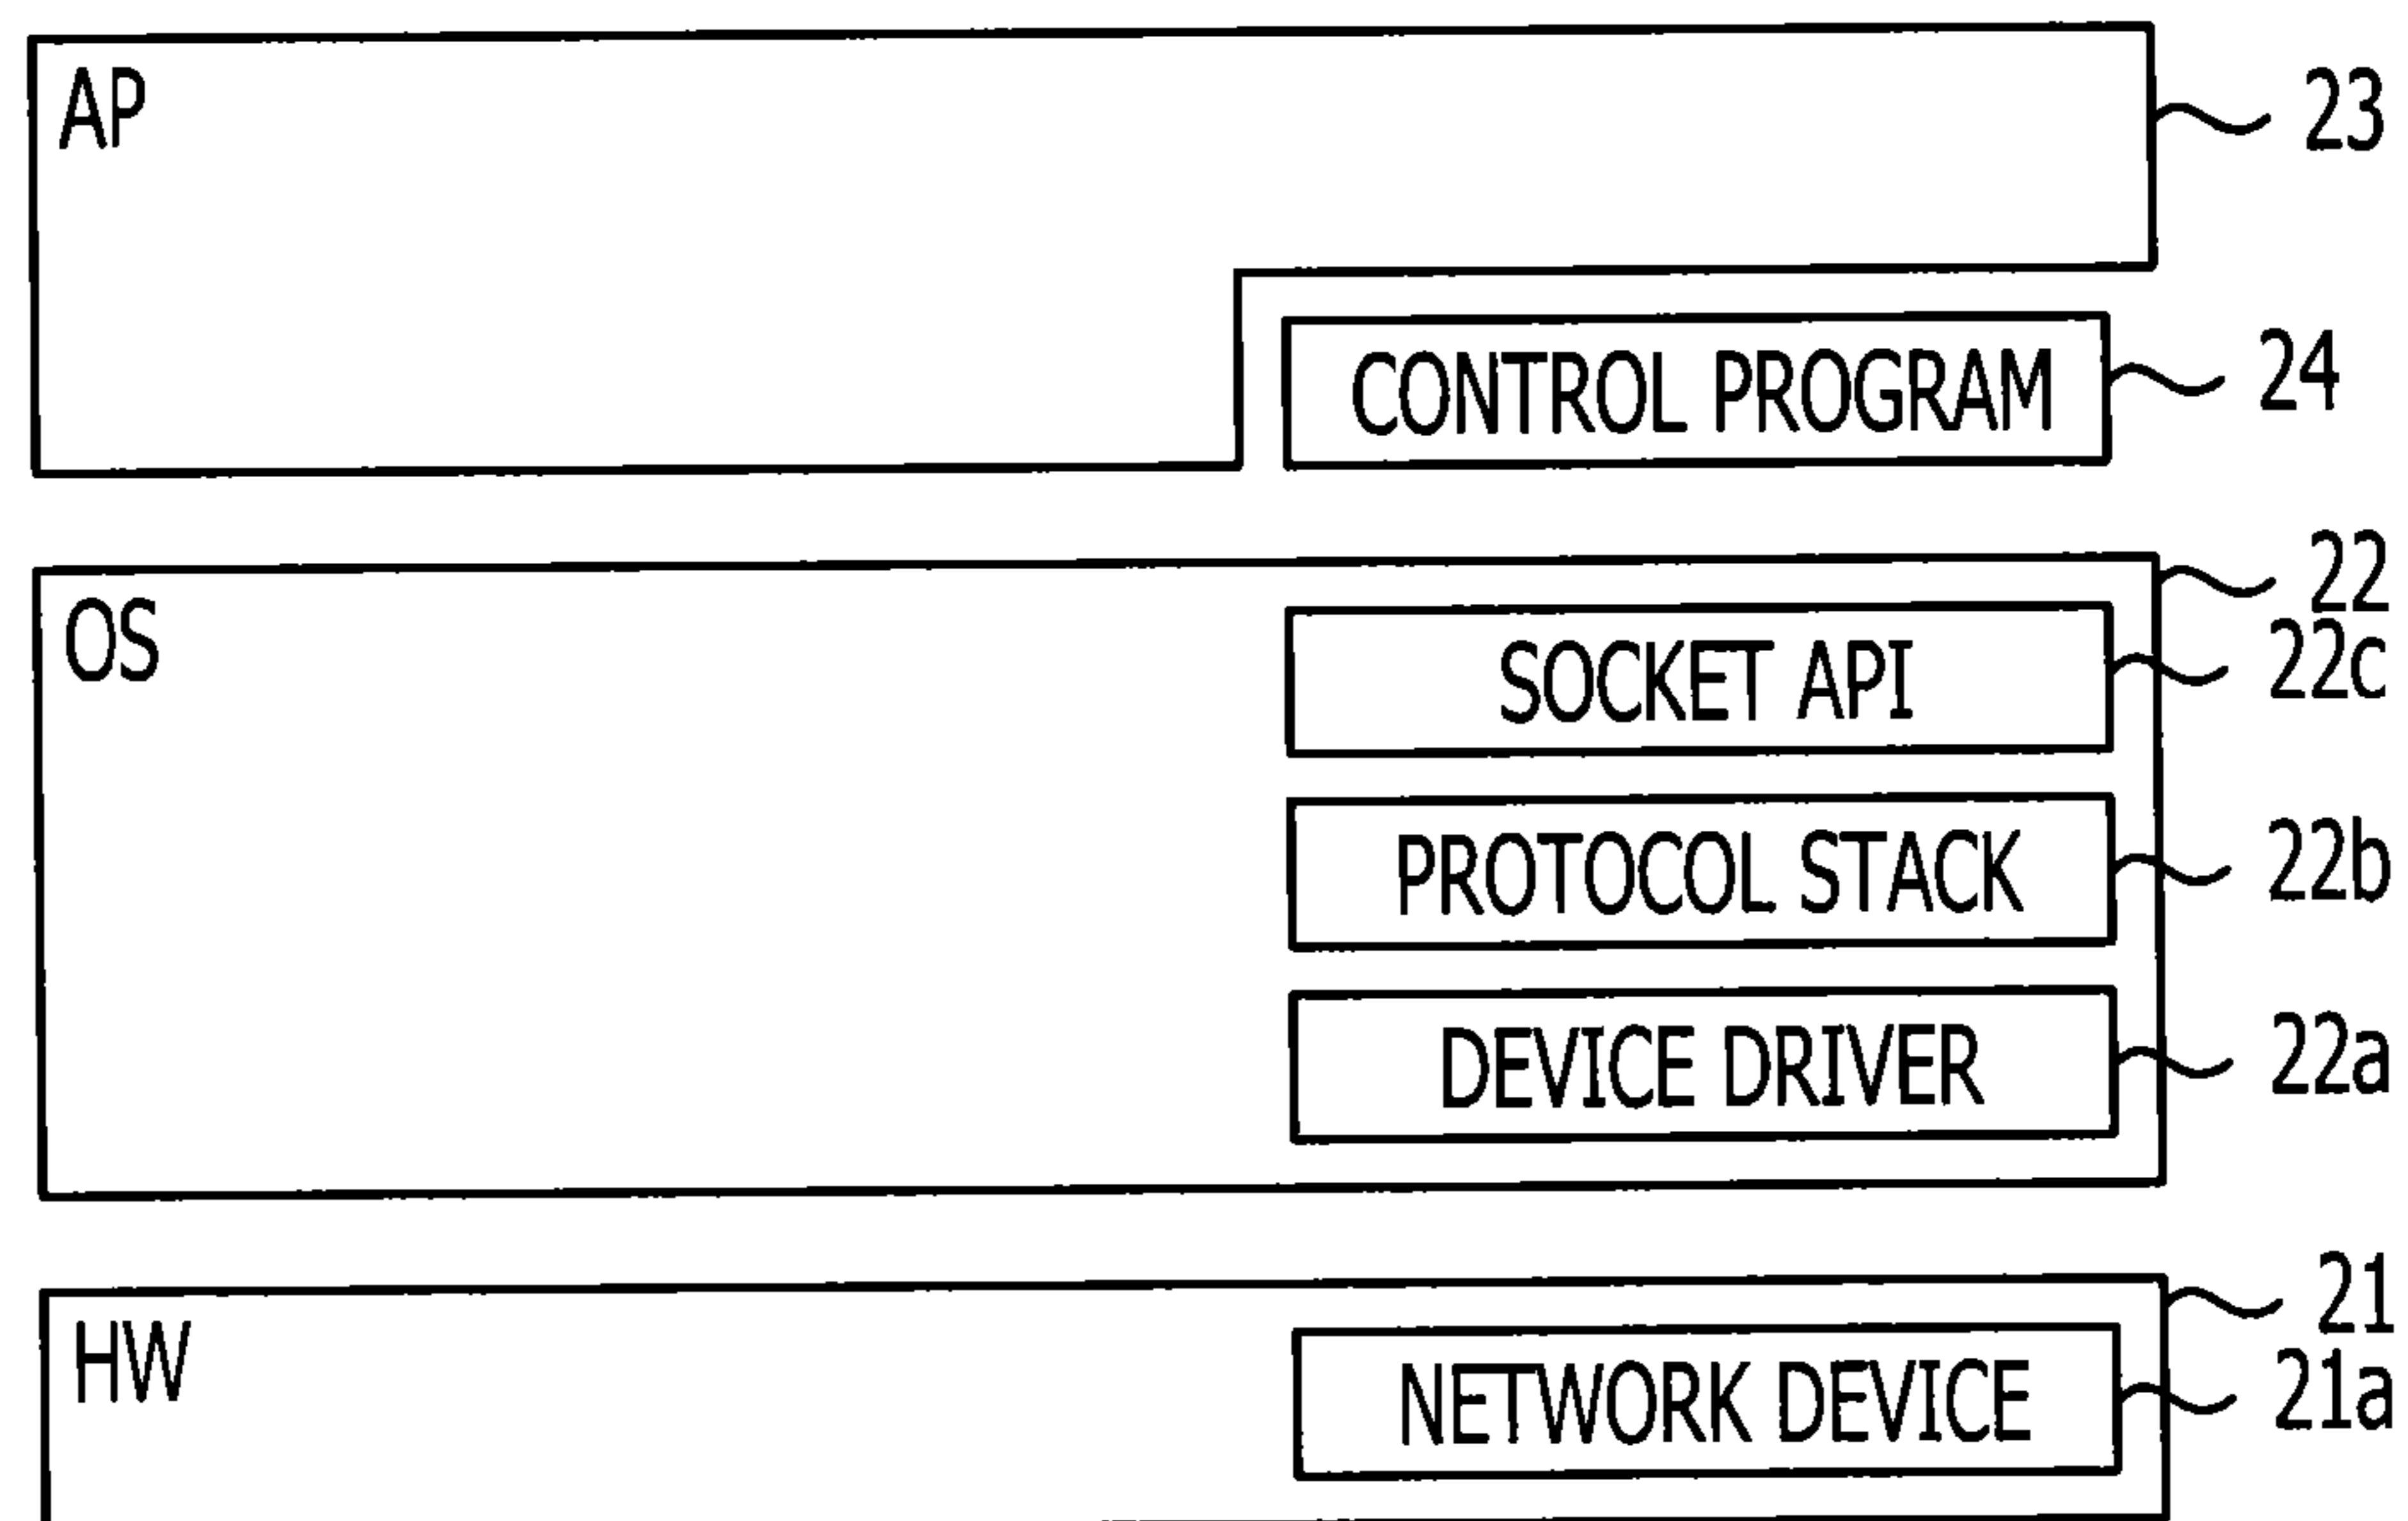 AP
23
CONTROL PROGRAM
24
OS
22
SOCKET API
22c
PROTOCOL STACK
22b
DEVICE DRIVER
22a
HW
21
NETWORK DEVICE
21a